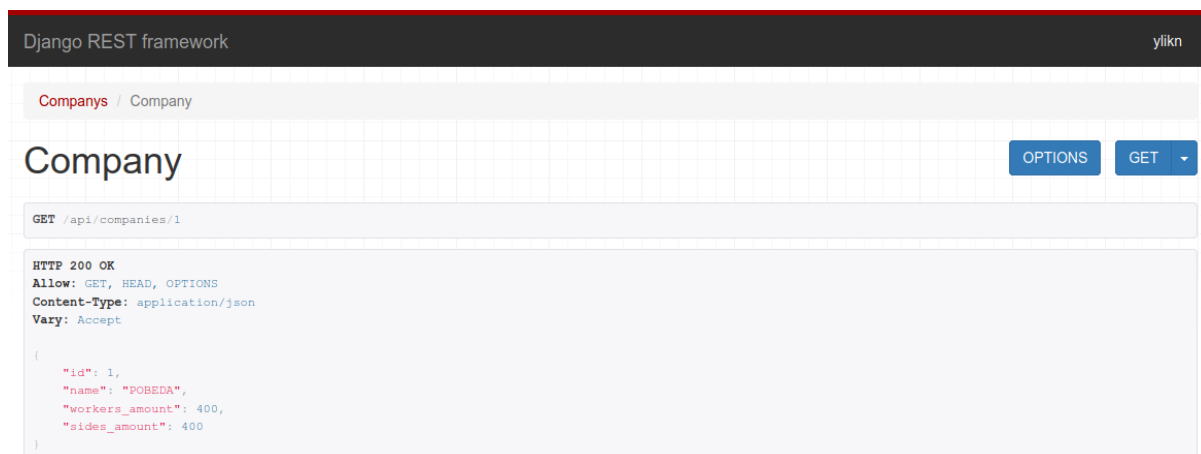 Django REST framework
ylikn
Companys / Company
Company
OPTIONS
GET
GET /api/companies/1
HTTP 200 OK
Allow: GET, HEAD, OPTIONS
Content-Type: application/json
Vary: Accept
{
    "id": 1,
    "name": "POBEDA",
    "workers_amount": 400,
    "sides_amount": 400
}